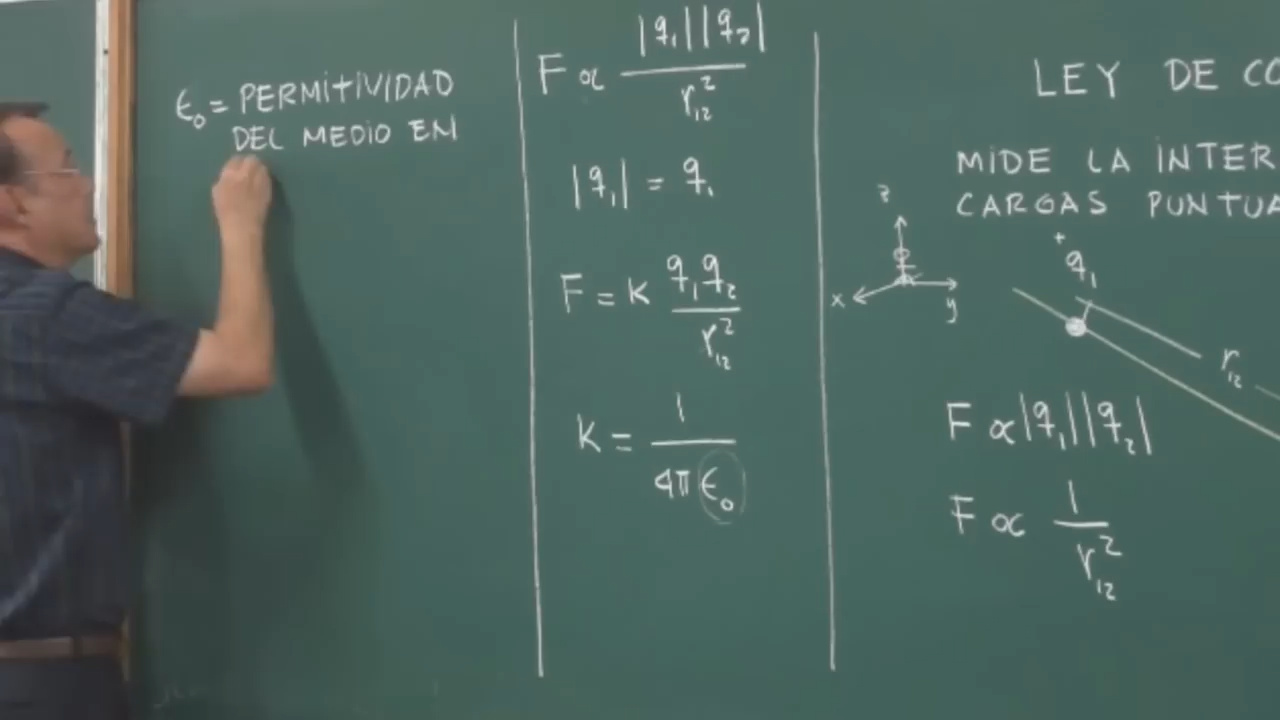 ϵ₀ = PERMITIVIDAD
DEL MEDIO EN
F ∝ |q₁||q₂| / r₁₂²
|q₁| = q₁
F = K q₁q₂ / r₁₂²
K = 1 / 4π ϵ₀
LEY DE CO
MIDE LA INTER
CARGAS PUNTUA
z
x
y
+
q₁
r₁₂
F ∝ |q₁||q₂|
F ∝ 1 / r₁₂²